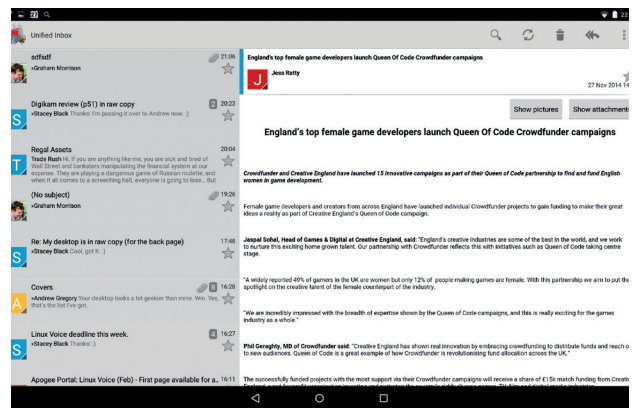 22:
Unified Inbox
sdfsdf
21:06
»Graham Morrison
Digikam review (p51) in raw copy
2
20:23
»Stacey Black Thanks! I'm passing it over to Andrew now. :)
Regal Assets
20:04
Trade Rush Hi, If you are anything like me, you are sick and tired of
Wall Street and banksters manipulating the financial system at our
expense. They are playing a dangerous game of Russian roulette, and
when it all comes to a screeching halt, everyone is going to lose... But
(No subject)
19:26
»Graham Morrison
Re: My desktop is in raw copy (for the back page)
17:48
»Stacey Black Cool, got it. :)
Covers
8
16:28
»Andrew Gregory Your desktop looks a lot geekier than mine. Win. Yes,
that's the list I've got.
Linux Voice deadline this week.
4
16:27
»Stacey Black Thanks! :)
Apogee Portal: Linux Voice (Feb) - First page available for a..
16:11
S
T
S
A
S
England's top female game developers launch Queen Of Code Crowdfunder campaigns
J
Jess Ratty
27 Nov 2014 14
Show pictures
Show attachments
England's top female game developers launch Queen Of Code Crowdfunder campaigns
Crowdfunder and Creative England have launched 15 innovative campaigns as part of their Queen of Code partnership to find and fund English
women in game development.
Female game developers and creators from across England have launched individual Crowdfunder projects to gain funding to make their great
ideas a reality as part of Creative England's Queen of Code campaign.
Jaspal Sohal, Head of Games & Digital at Creative England, said: "England's creative industries are some of the best in the world, and we work
to nurture this exciting home grown talent. Our partnership with Crowdfunder reflects this with initiatives such as Queen of Code taking centre
stage.
"A widely reported 49% of gamers in the UK are women but only 12% of people making games are female. With this partnership we aim to put the
spotlight on the creative talent of the female counterpart of the industry.
"We are incredibly impressed with the breadth of expertise shown by the Queen of Code campaigns, and this is really exciting for the games
industry as a whole."
Phil Geraghty, MD of Crowdfunder said: "Creative England has shown real innovation by embracing crowdfunding to distribute funds and reach o
to new audiences. Queen of Code is a great example of how Crowdfunder is revolutionising fund allocation across the UK."
The successfully funded projects with the most support via their Crowdfunder campaigns will receive a share of £15k match funding from Creati